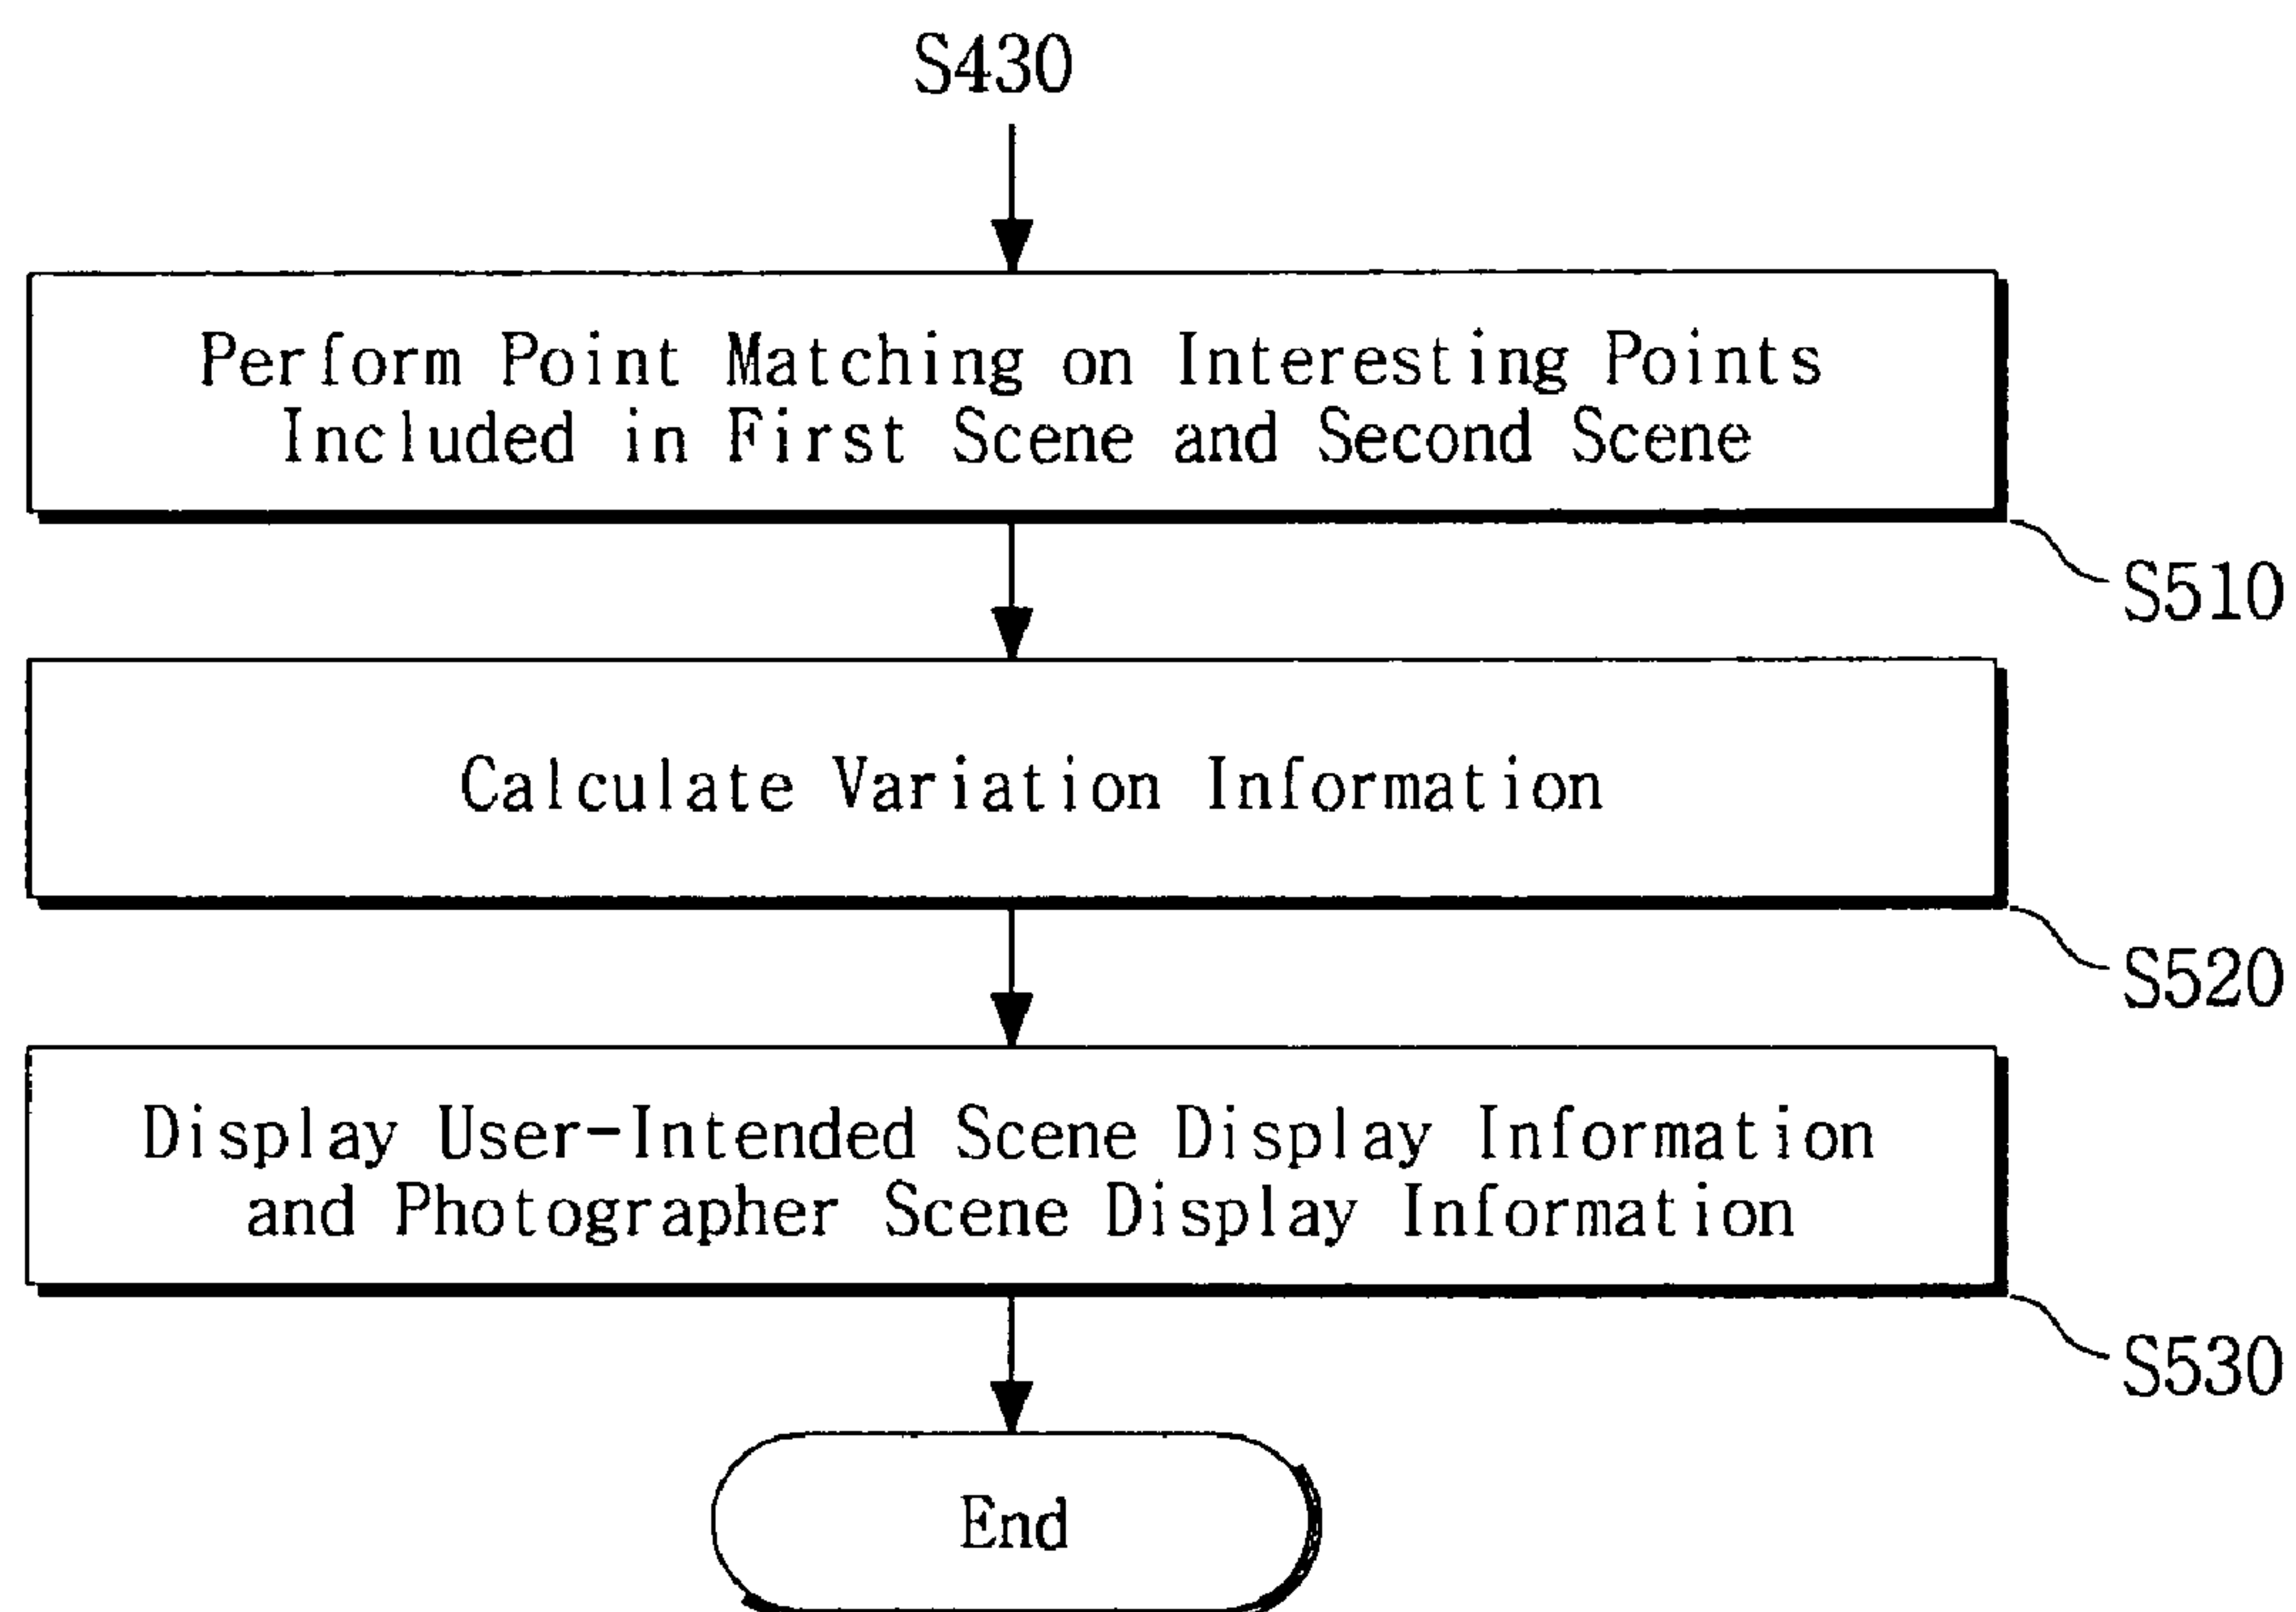 S430
Perform Point Matching on Interesting Points
Included in First Scene and Second Scene
S510
Calculate Variation Information
S520
Display User-Intended Scene Display Information
and Photographer Scene Display Information
S530
End